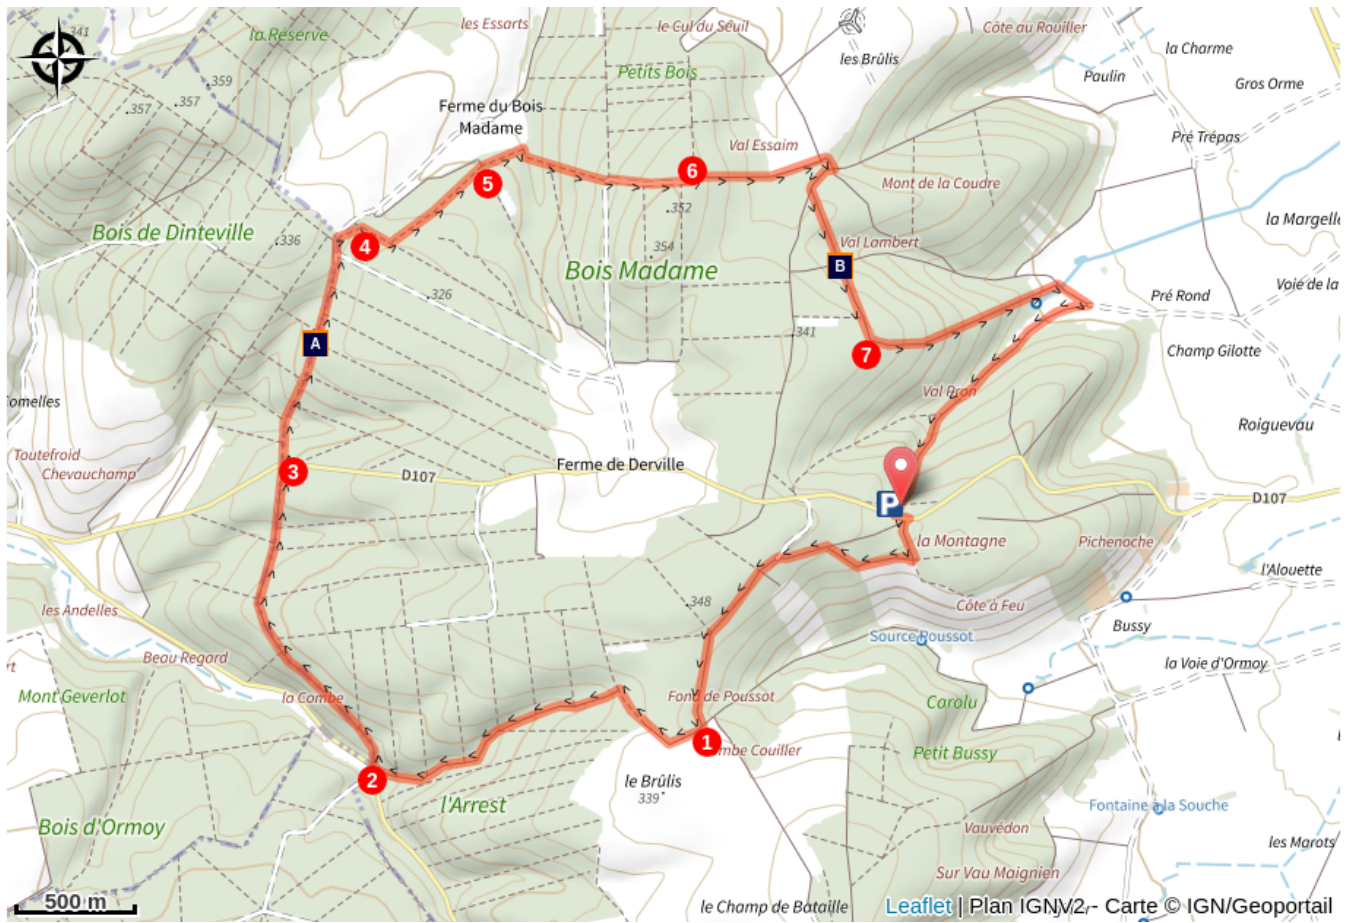 341
la Réserve
les Essarts
le Cul du Seuil
Côte au Rouiller
la Charme
les Brûlis
Paulin
Gros Orme
Petits Bois
.359
.357
.357
Ferme du Bois
Madame
Pré Trépas
Val Essaim
5
6
Mont de la Coudre
.352
la Margelle
Bois de Dinteville
.336
4
354
Val Lambert
Bois Madame
B
Voie de la
.326
Pré Rond
.341
A
7
Champ Gilotte
Val Dron
Comelles
Roiguevau
Toutefroid
Chevauchamp
3
D107
Ferme de Derville
P
D107
la Montagne
Pichenoche
l'Alouette
les Andelles
.348
Côte à Feu
Bussy
Source Poussot
Beau Regard
la Voie d'Ormoy
Mont Geverlot
la Combe
Fond de Poussot
Carolu
1
Combe Couiller
Petit Bussy
2
le Brûlis
339
l'Arrest
Fontaine à la Souche
Bois d'Ormoy
Vauvédon
les Marots
Sur Vau Maignien
500 m
le Champ de Bataille
Leaflet | Plan IGNV2 - Carte © IGN/Geoportail